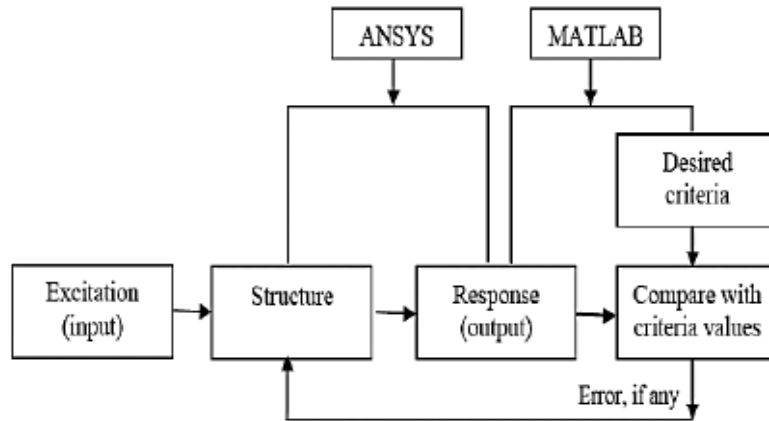 ANSYS
MATLAB
Desired
criteria
Excitation
(input)
Structure
Response
(output)
Compare with
criteria values
Error, if any